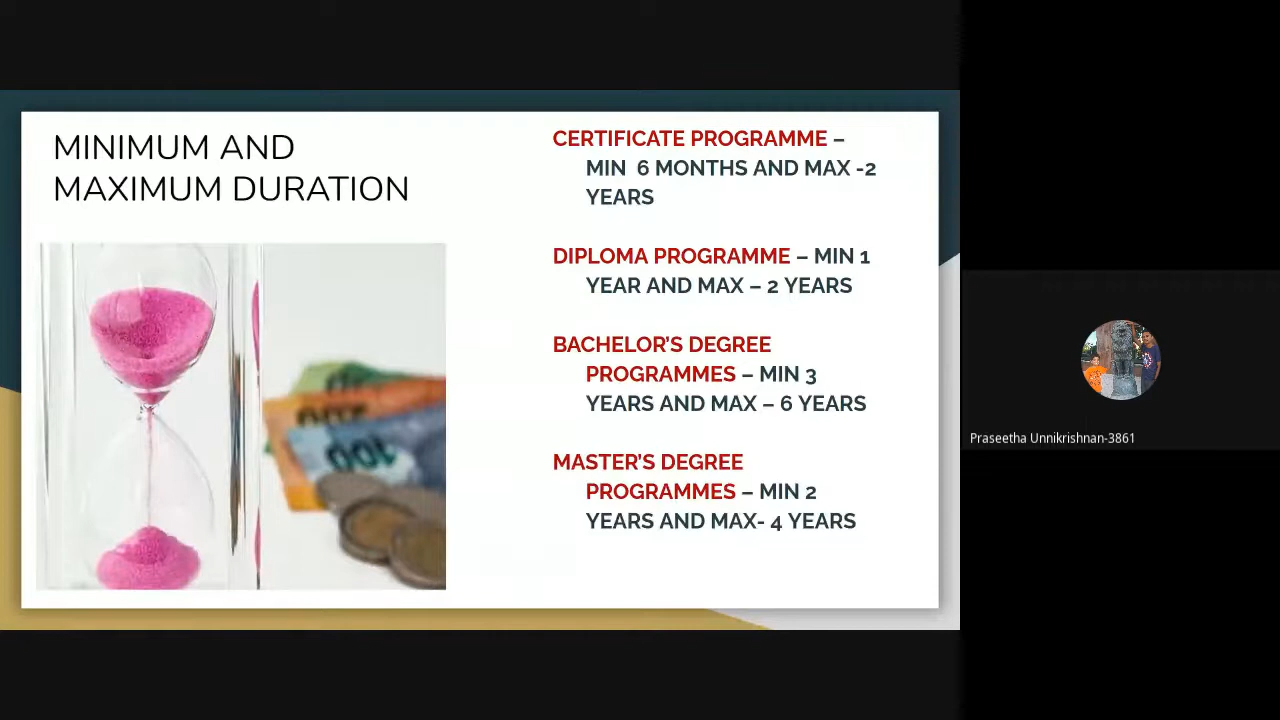 MINIMUM AND
MAXIMUM DURATION
CERTIFICATE PROGRAMME –
MIN 6 MONTHS AND MAX -2
YEARS
DIPLOMA PROGRAMME – MIN 1
YEAR AND MAX – 2 YEARS
BACHELOR’S DEGREE
PROGRAMMES – MIN 3
YEARS AND MAX – 6 YEARS
MASTER’S DEGREE
PROGRAMMES – MIN 2
YEARS AND MAX- 4 YEARS
100
Praseetha Unnikrishnan-3861